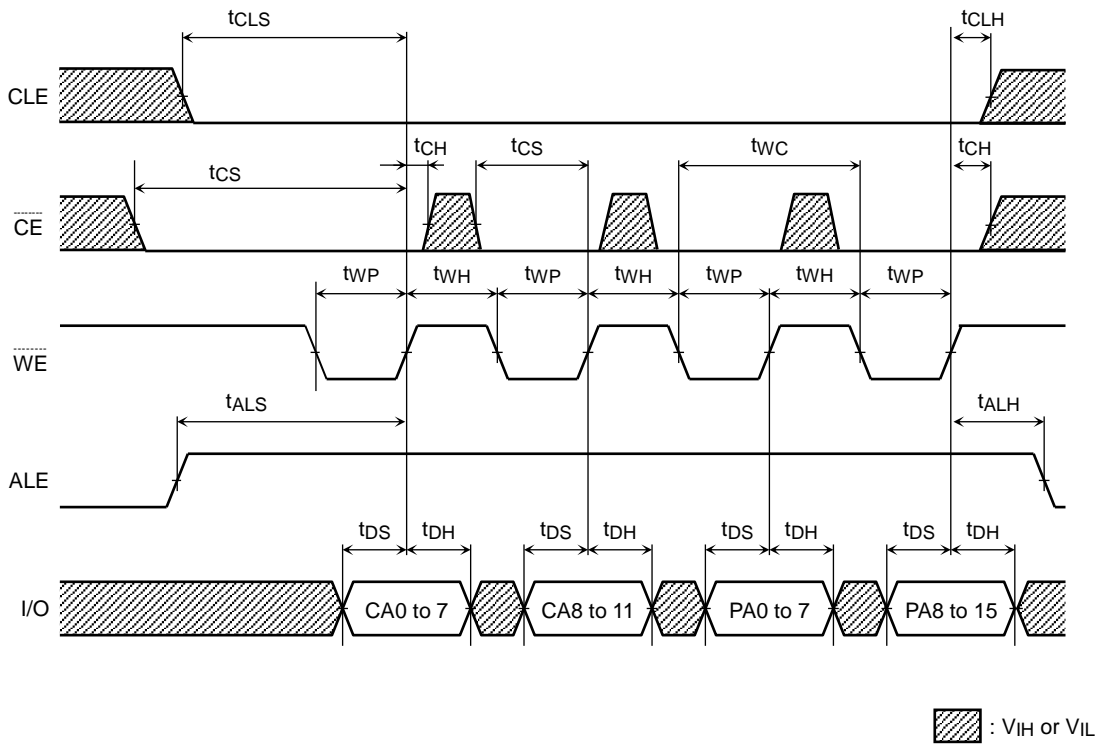 tCLS tCLH
CLE
tCH tCS tWC tCH
tCS
CE
tWP tWH tWP tWH tWP tWH tWP
WE
tALS tALH
ALE
tDS tDH tDS tDH tDS tDH tDS tDH
I/O CA0 to 7 CA8 to 11 PA0 to 7 PA8 to 15
: VIH or VIL